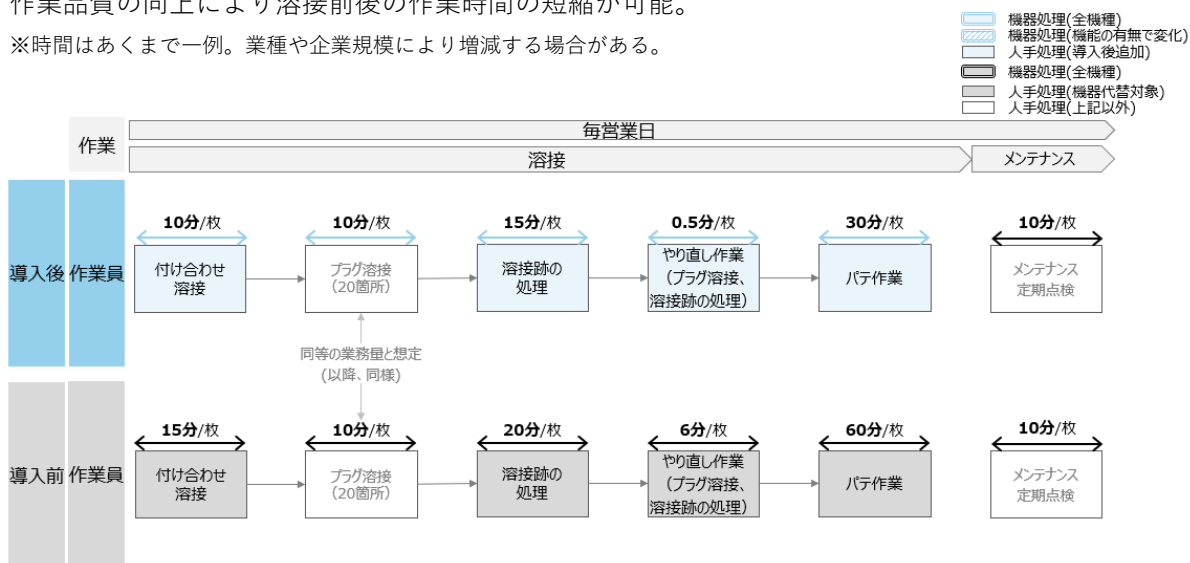 作業品質の向上により溶接前後の作業時間の短縮が可能。
※時間はあくまで一例。業種や企業規模により増減する場合がある。
機器処理(全機種)
機器処理(機能の有無で変化)
人手処理(導入後追加)
機器処理(全機種)
人手処理(機器代替対象)
人手処理(上記以外)
作業
毎営業日
溶接
メンテナンス
導入後
作業員
10分/枚
10分/枚
15分/枚
0.5分/枚
30分/枚
10分/枚
付け合わせ
溶接
プラグ溶接
(20箇所)
溶接跡の
処理
やり直し作業
(プラグ溶接、
溶接跡の処理)
パテ作業
メンテナンス
定期点検
同等の業務量と想定
(以降、同様)
導入前
作業員
15分/枚
10分/枚
20分/枚
6分/枚
60分/枚
10分/枚
付け合わせ
溶接
プラグ溶接
(20箇所)
溶接跡の
処理
やり直し作業
(プラグ溶接、
溶接跡の処理)
パテ作業
メンテナンス
定期点検